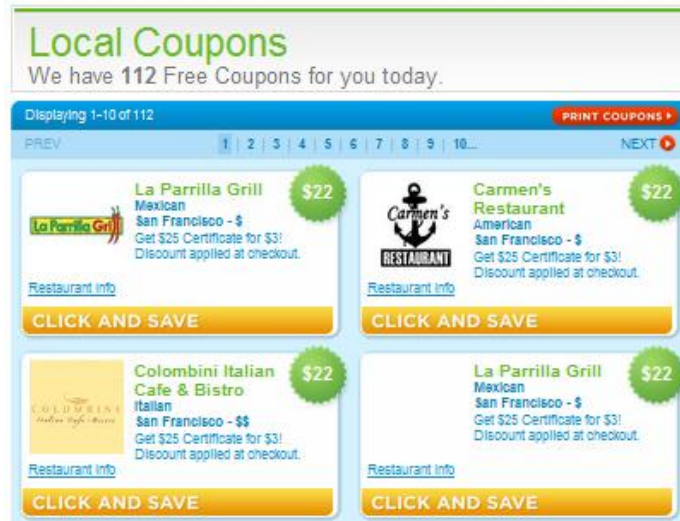 Local Coupons
We have 112 Free Coupons for you today.
Displaying 1-10 of 112
PRINT COUPONS
PREV
1 | 2 | 3 | 4 | 5 | 6 | 7 | 8 | 9 | 10...
NEXT
La Parrilla Grill
La Parrilla Grill
Mexican
San Francisco - $
Get $25 Certificate for $3!
Discount applied at checkout.
$22
Restaurant Info
CLICK AND SAVE
Carmen's
RESTAURANT
Carmen's
Restaurant
American
San Francisco - $
Get $25 Certificate for $3!
Discount applied at checkout.
$22
Restaurant Info
CLICK AND SAVE
COLOMBINI
Italian Cafe · Bistro
Colombini Italian
Cafe & Bistro
Italian
San Francisco - $$
Get $25 Certificate for $3!
Discount applied at checkout.
$22
Restaurant Info
CLICK AND SAVE
La Parrilla Grill
Mexican
San Francisco - $
Get $25 Certificate for $3!
Discount applied at checkout.
$22
Restaurant Info
CLICK AND SAVE